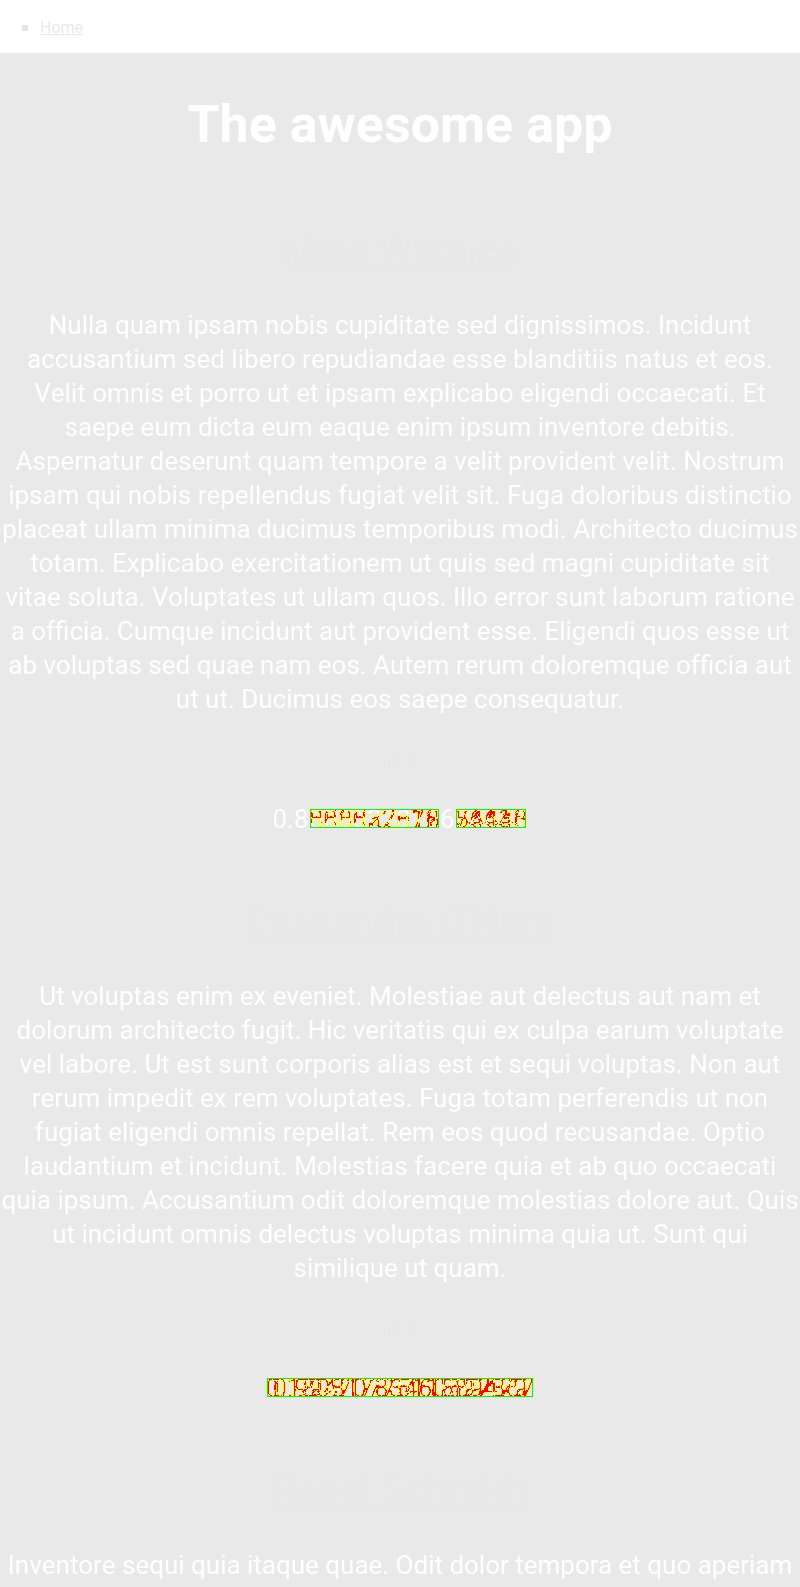 Home
The awesome app
Nulla quam ipsam nobis cupiditate sed dignissimos. Incidunt
accusantium sed libero repudiandae esse blanditiis natus et eos.
Velit omnis et porro ut et ipsam explicabo eligendi occaecati. Et
saepe eum dicta eum eaque enim ipsum inventore debitis.
Aspernatur deserunt quam tempore a velit provident velit. Nostrum
ipsam qui nobis repellendus fugiat velit sit. Fuga doloribus distinctio
placeat ullam minima ducimus temporibus modi. Architecto ducimus
totam. Explicabo exercitationem ut quis sed magni cupiditate sit
vitae soluta. Voluptates ut ullam quos. Illo error sunt laborum ratione
a officia. Cumque incidunt aut provident esse. Eligendi quos esse ut
ab voluptas sed quae nam eos. Autem rerum doloremque officia aut
ut ut. Ducimus eos saepe consequatur.
Ut voluptas enim ex eveniet. Molestiae aut delectus aut nam et
dolorum architecto fugit. Hic veritatis qui ex culpa earum voluptate
vel labore. Ut est sunt corporis alias est et sequi voluptas. Non aut
rerum impedit ex rem voluptates. Fuga totam perferendis ut non
fugiat eligendi omnis repellat. Rem eos quod recusandae. Optio
laudantium et incidunt. Molestias facere quia et ab quo occaecati
quia ipsum. Accusantium odit doloremque molestias dolore aut. Quis
ut incidunt omnis delectus voluptas minima quia ut. Sunt qui
similique ut quam.
Inventore sequi quia itaque quae. Odit dolor tempora et quo aperiam